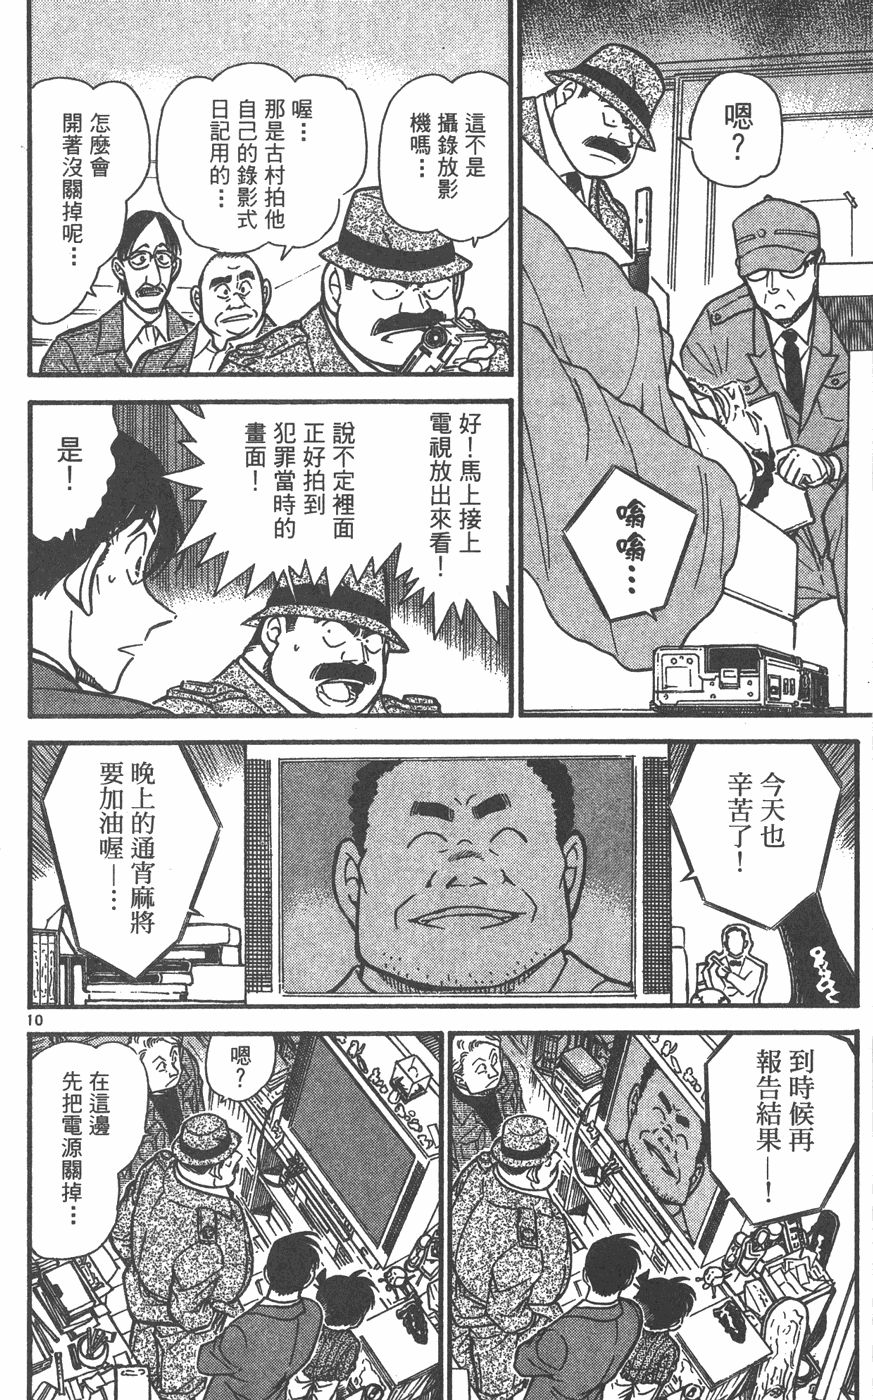 嗯？
嗡
嗡…
這不是
攝錄放影
機嗎…
喔…
那是古村拍他
自己的錄影式
日記用的…
怎麼會
開著沒關掉呢…
好！馬上接上
電視放出來看！
說不定裡面
正好拍到
犯罪當時的
畫面！
是！
今天也
辛苦了！
晚上的通宵麻將
要加油喔—…
10
到時候再
報告結果—！
嗯？
在這邊
先把電源關掉…